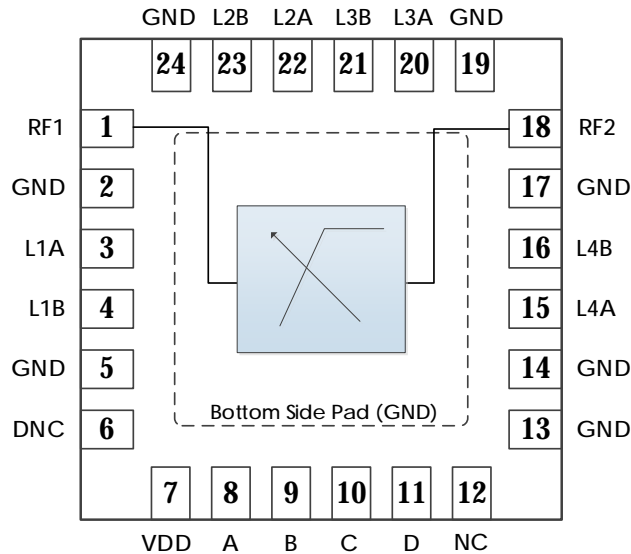 GND L2B L2A L3B L3A GND
24 23 22 21 20 19
RF1 1 18 RF2
GND 2 17 GND
L1A 3 16 L4B
L1B 4 15 L4A
GND 5 14 GND
DNC 6 13 GND
Bottom Side Pad (GND)
7 8 9 10 11 12
VDD A B C D NC